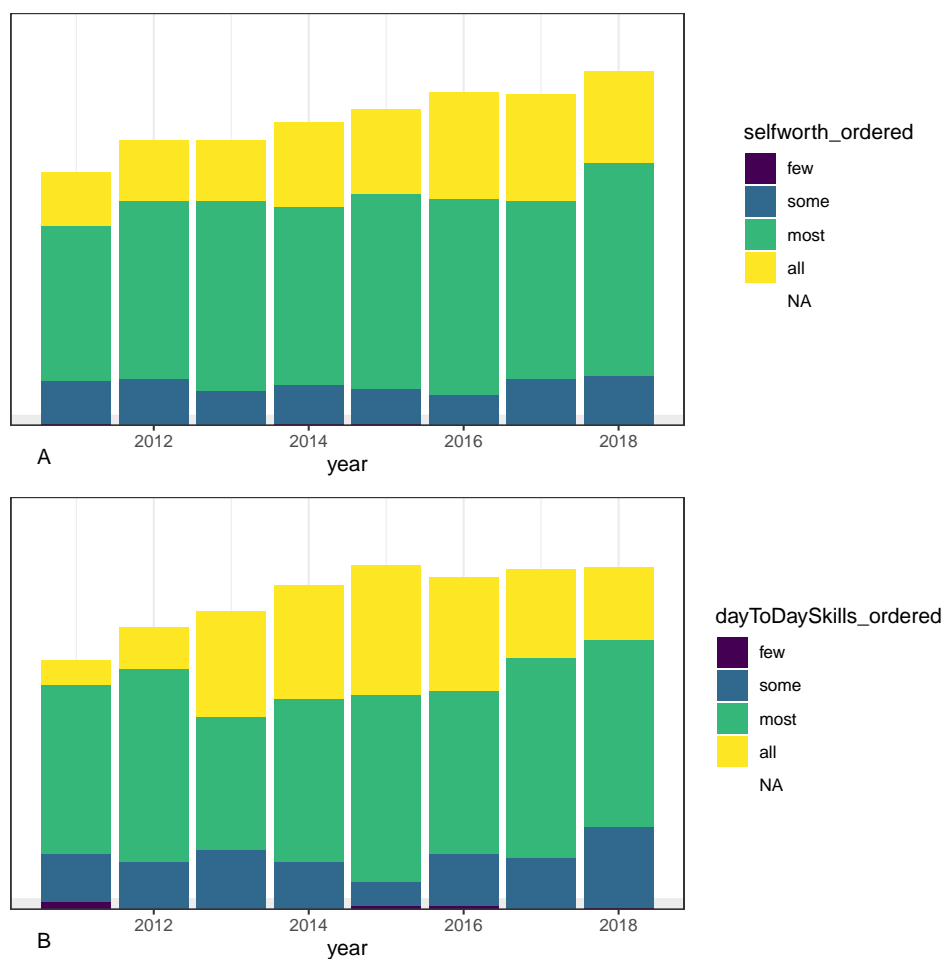 selfworth_ordered
few
some
most
all
NA
2012 2014 2016 2018
year
A
dayToDaySkills_ordered
few
some
most
all
NA
2012 2014 2016 2018
year
B